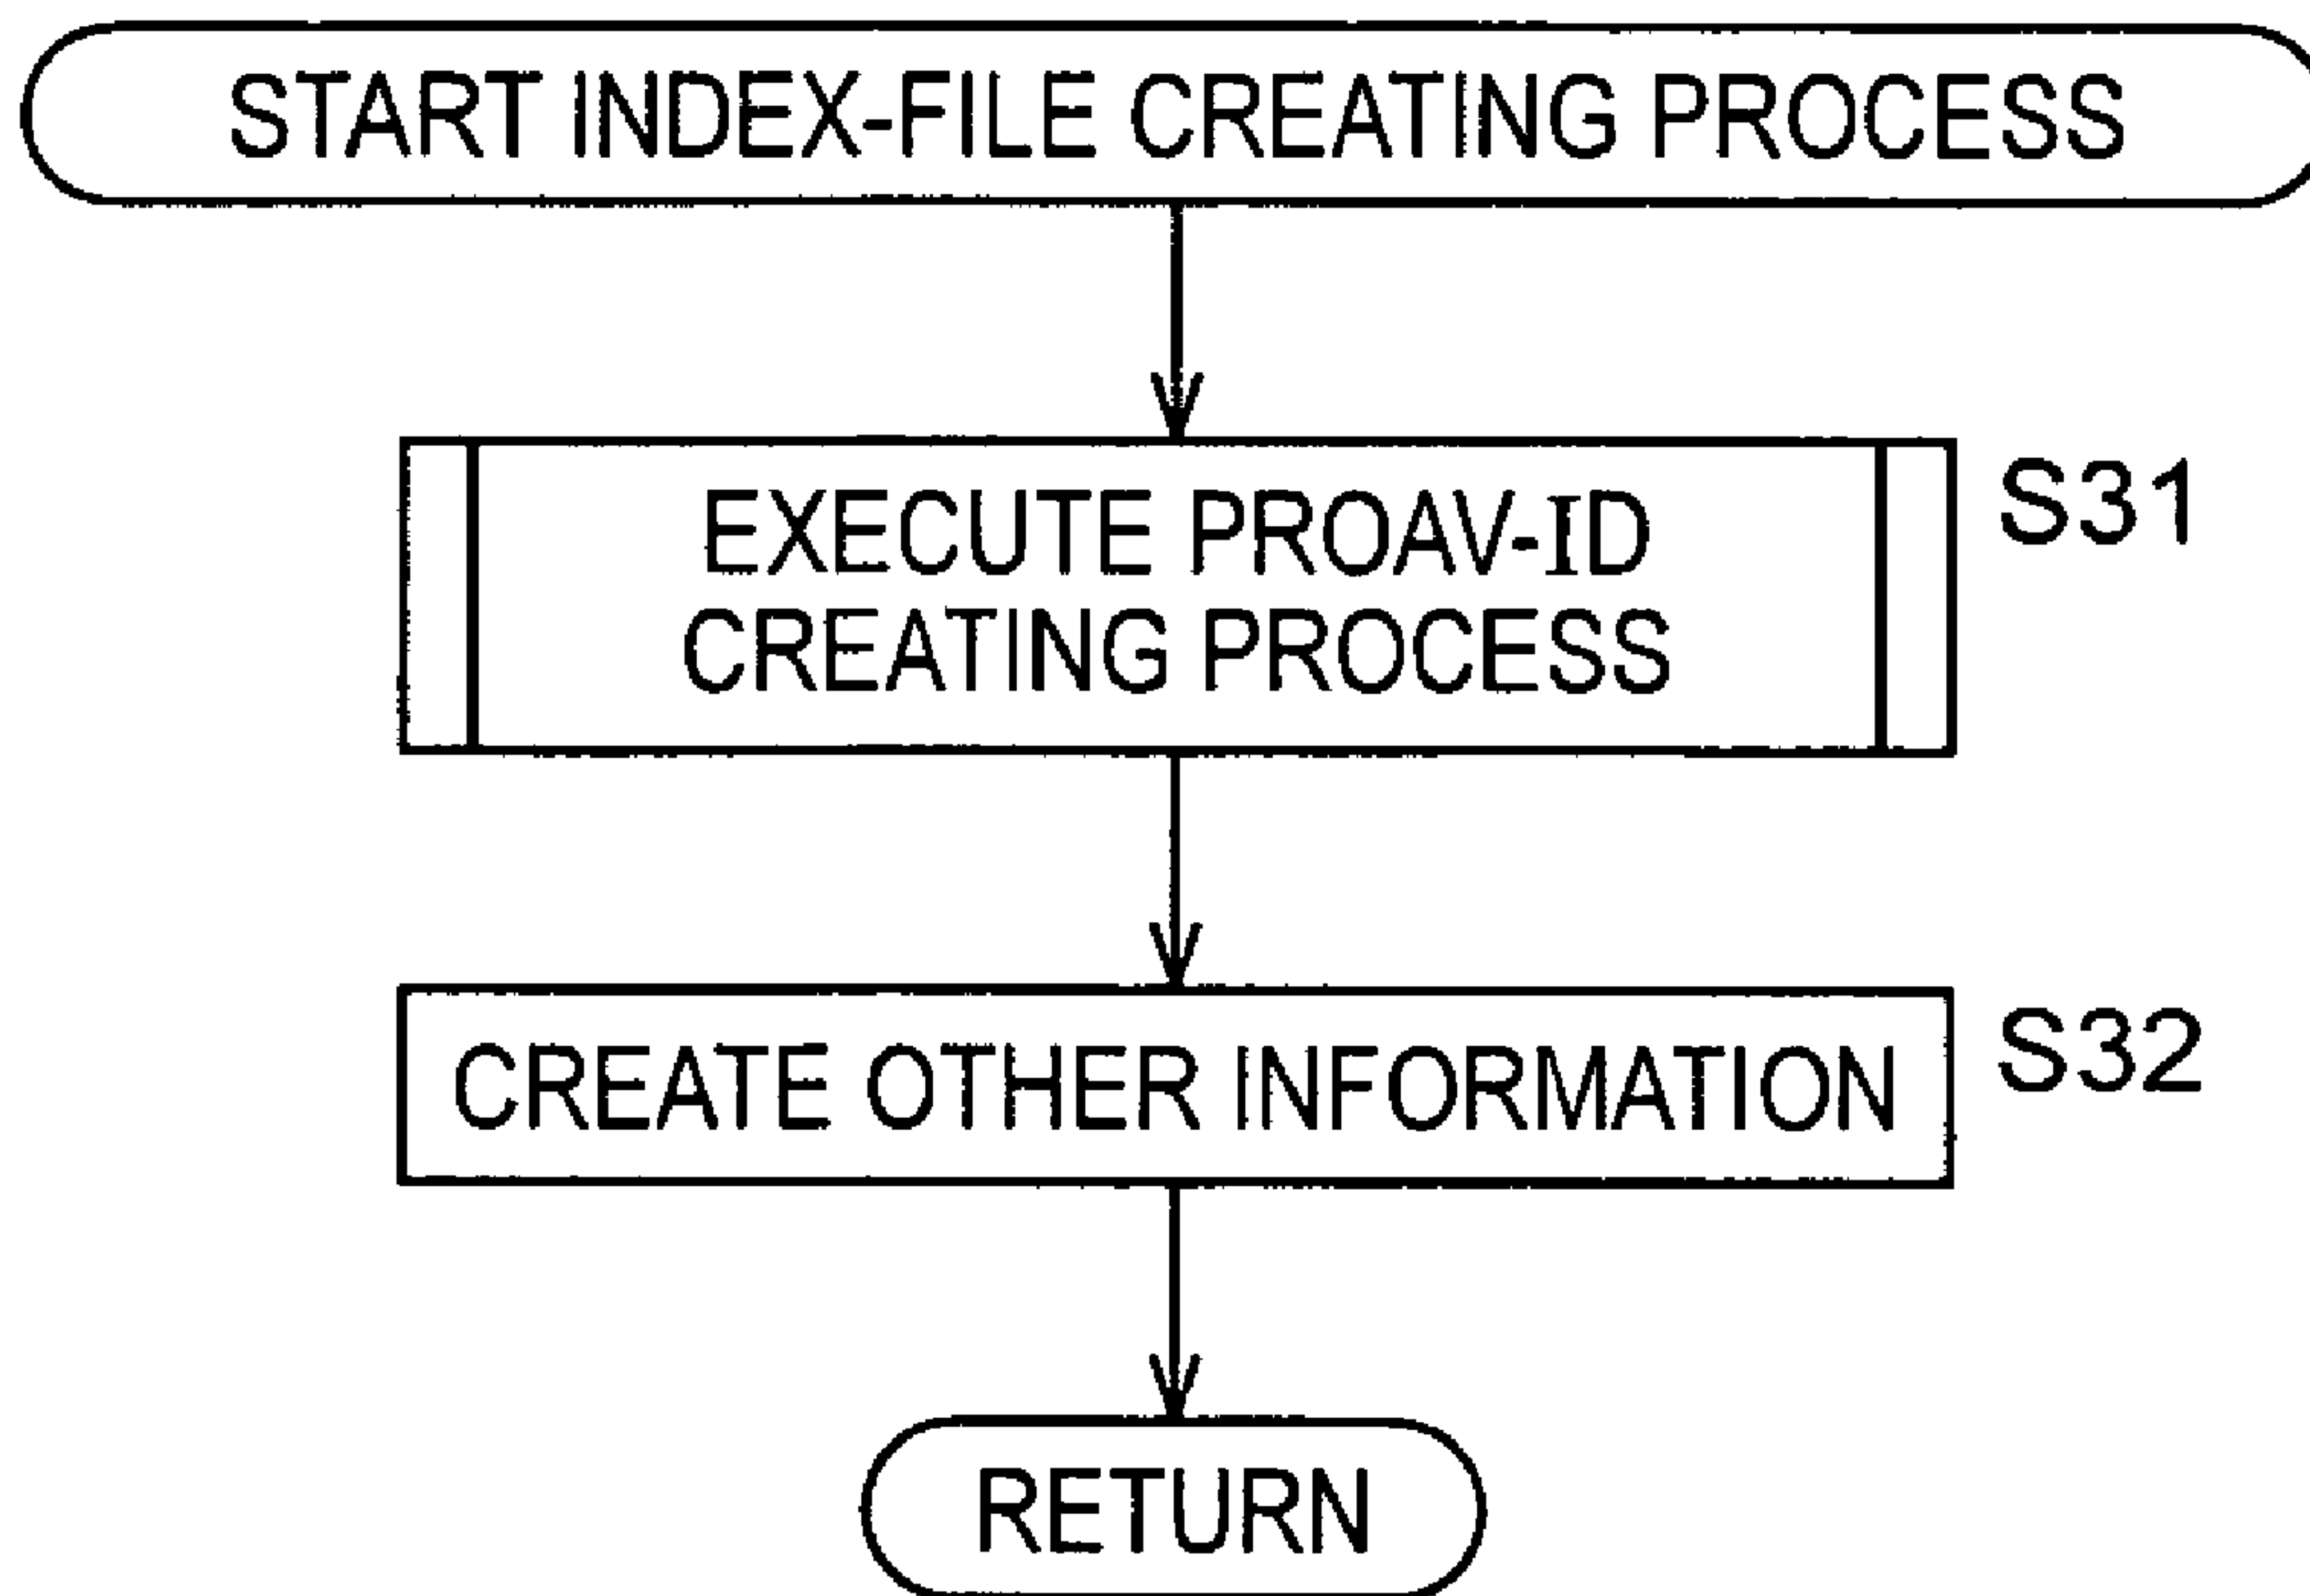 START INDEX-FILE CREATING PROCESS
EXECUTE PROAV-ID
CREATING PROCESS
S31
CREATE OTHER INFORMATION
S32
RETURN